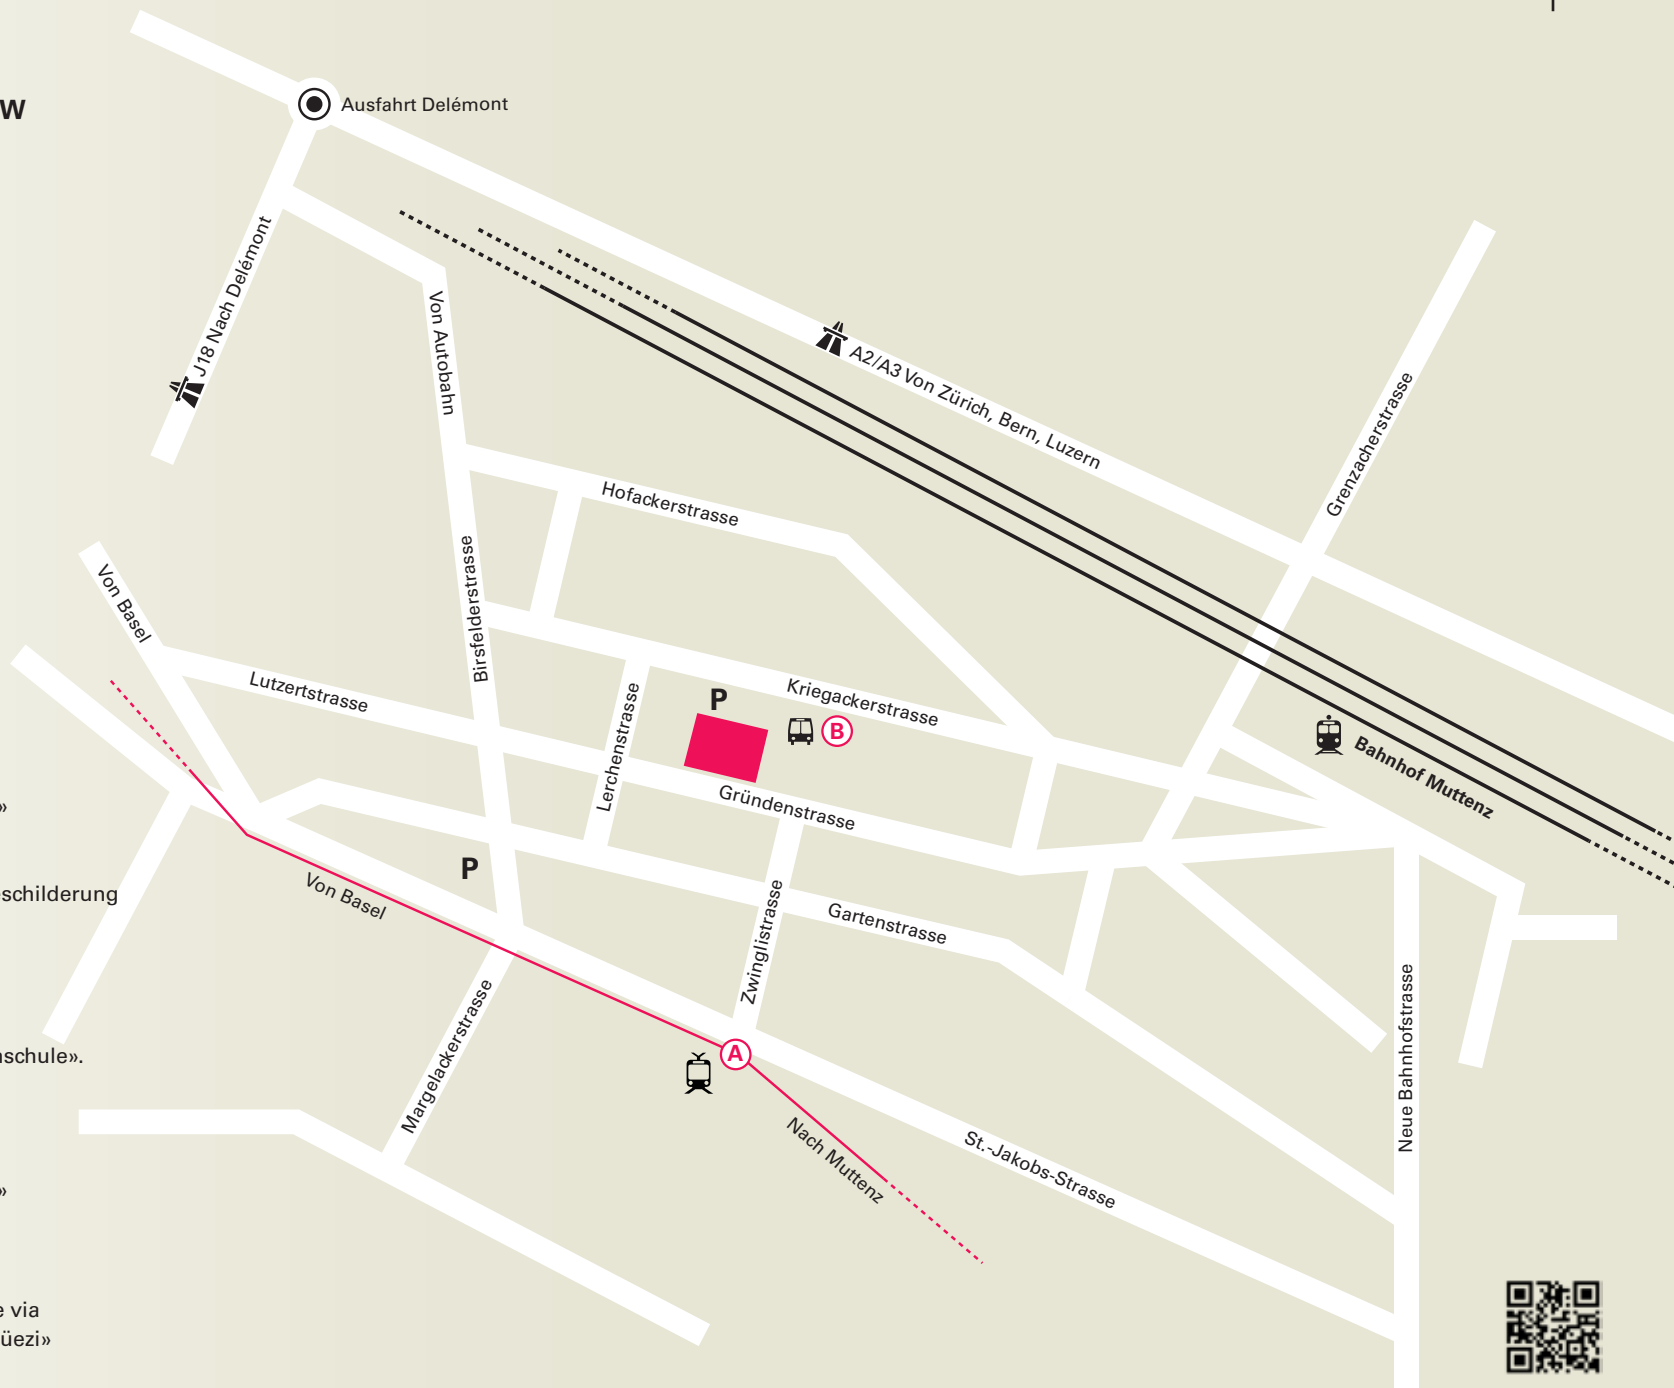 W
Ausfahrt Delémont
J18 Nach Delémont
Von Autobahn
A2/A3 Von Zürich, Bern, Luzern
Grenzacherstrasse
Hofackerstrasse
Von Basel
Birsfelderstrasse
Lutzertstrasse
Lerchenstrasse
P
Kriegackerstrasse
B
Bahnhof Muttenz
Gründenstrasse
»
P
Von Basel
eschilderung
Gartenstrasse
Zwinglistrasse
Margelackerstrasse
Neue Bahnhofstrasse
A
nschule».
Nach Muttenz
St.-Jakobs-Strasse
»
e via
üezi»